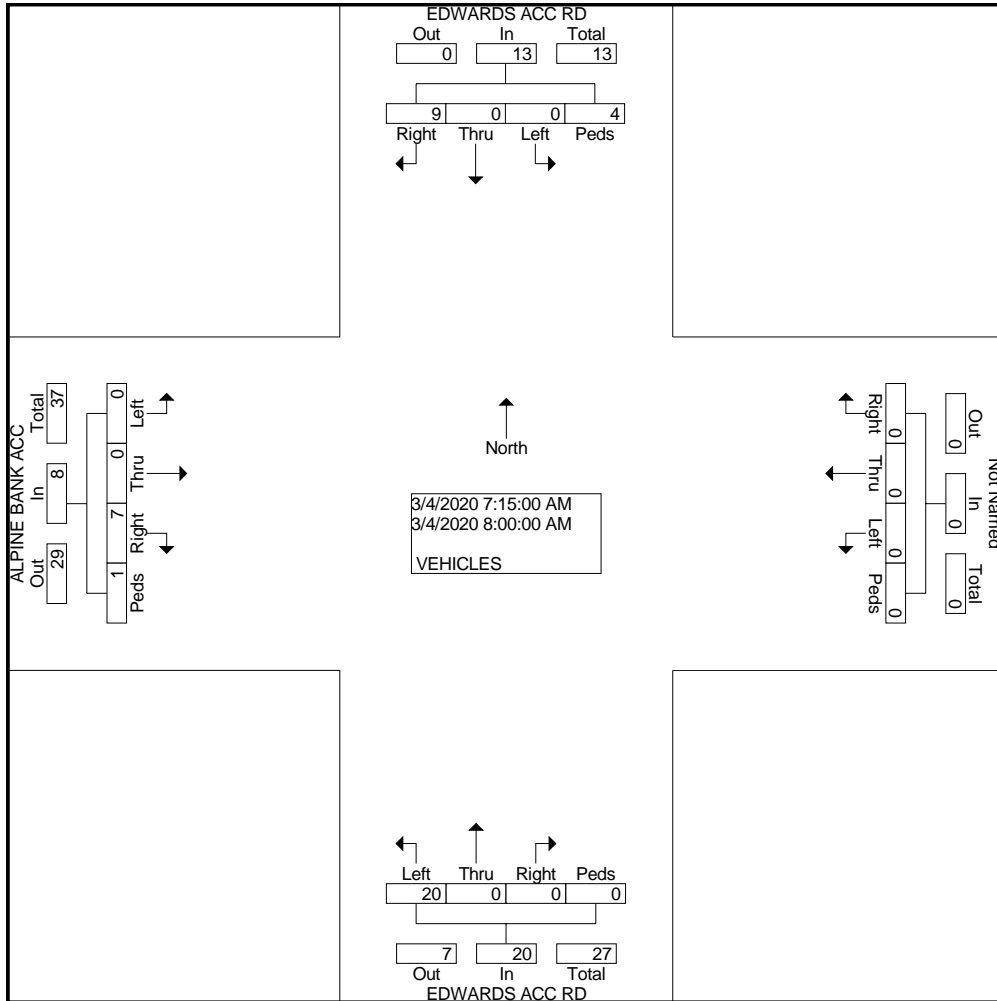 EDWARDS ACC RD
Out In Total
0 13 13
9 0 0 4
Right Thru Left Peds
ALPINE BANK ACC
Total In Out
37 8 29
0 0 7 1
Left Thru Right Peds
North
3/4/2020 7:15:00 AM
3/4/2020 8:00:00 AM
VEHICLES
Right Thru Left Peds
0 0 0 0
Out In Total
0 0 0
Not Named
Left Thru Right Peds
20 0 0 0
7 20 27
Out In Total
EDWARDS ACC RD